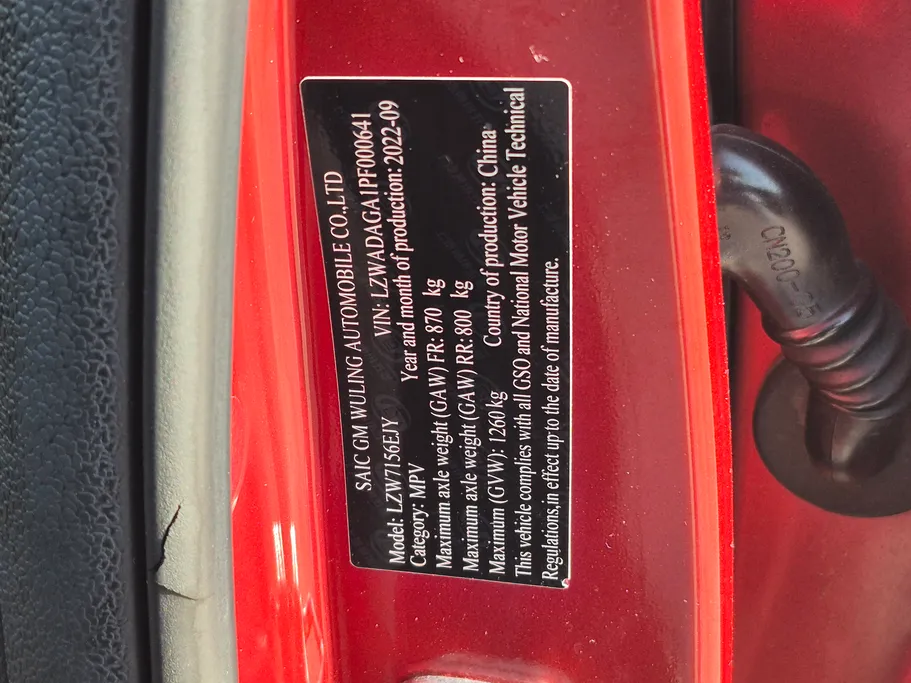 SAIC GM WULING AUTOMOBILE CO.,LTD
Model: LZW7156EJY VIN: LZWADAGA1PF000641
Category: MPV Year and month of production: 2022-09
Maximum axle weight (GAW) FR: 870 kg
Maximum axle weight (GAW) RR: 800 kg
Maximum (GVW): 1260 kg Country of production: China
This vehicle complies with all GSO and National Motor Vehicle Technical
Regulations,in effect up to the date of manufacture.
CN200-05